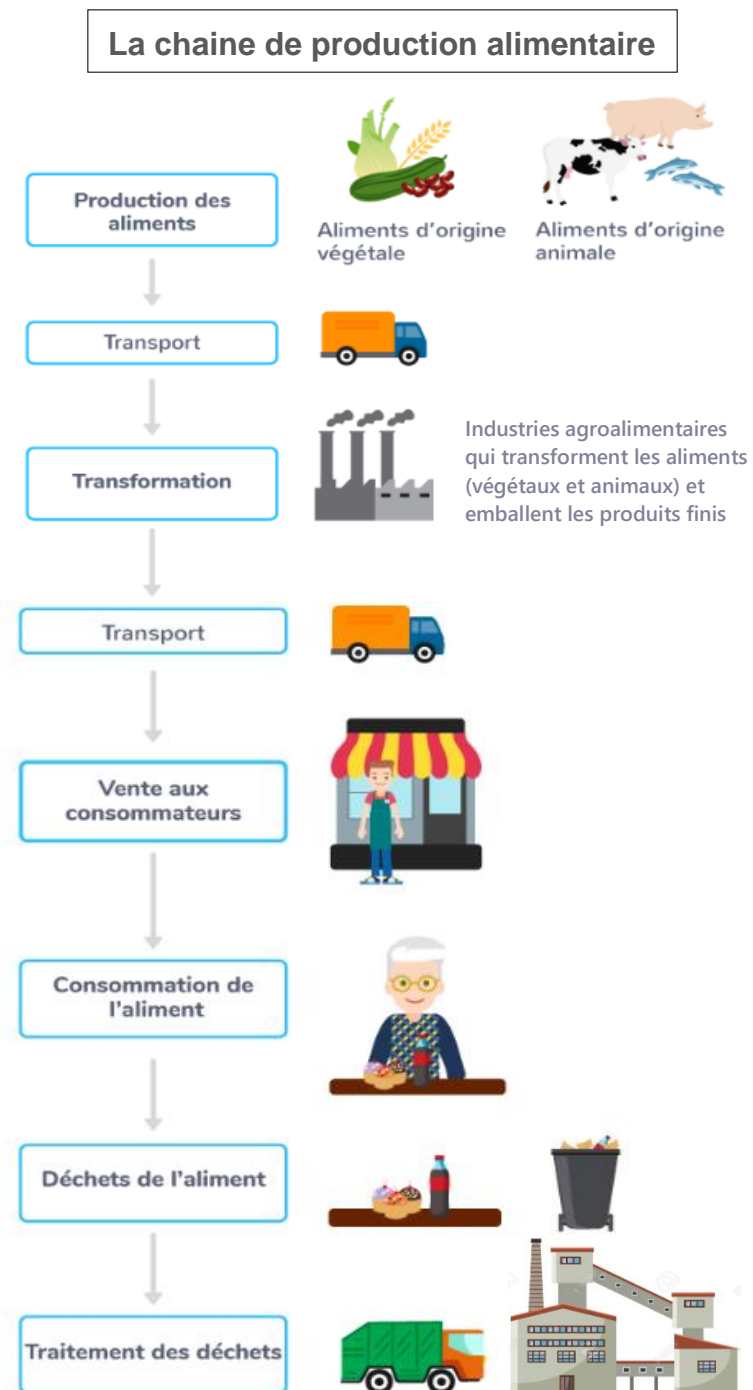 La chaine de production alimentaire
Production des
aliments
Aliments d'origine
végétale
Aliments d'origine
animale
Transport
Transformation
Industries agroalimentaires
qui transforment les aliments
(végétaux et animaux) et
emballent les produits finis
Transport
Vente aux
consommateurs
Consommation de
l'aliment
Déchets de l'aliment
Traitement des déchets